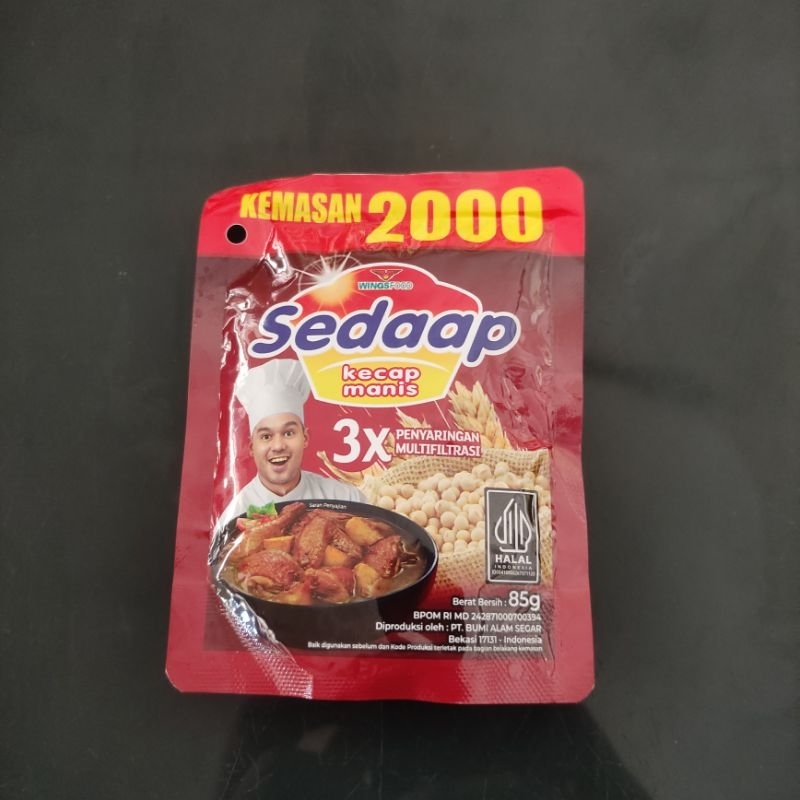 KEMASAN 2000
WINGSFOOD
Sedaap
kecap
manis
3x PENYARINGAN
MULTIFILTRASI
Saran Penyajian
HALAL
INDONESIA
Berat Bersih : 85g
BPOM RI MD 242871000700394
Diproduksi oleh : PT. BUMI ALAM SEGAR
Bekasi 17131 - Indonesia
Baik digunakan sebelum dan Kode Produksi terletak pada bagian belakang kemasan